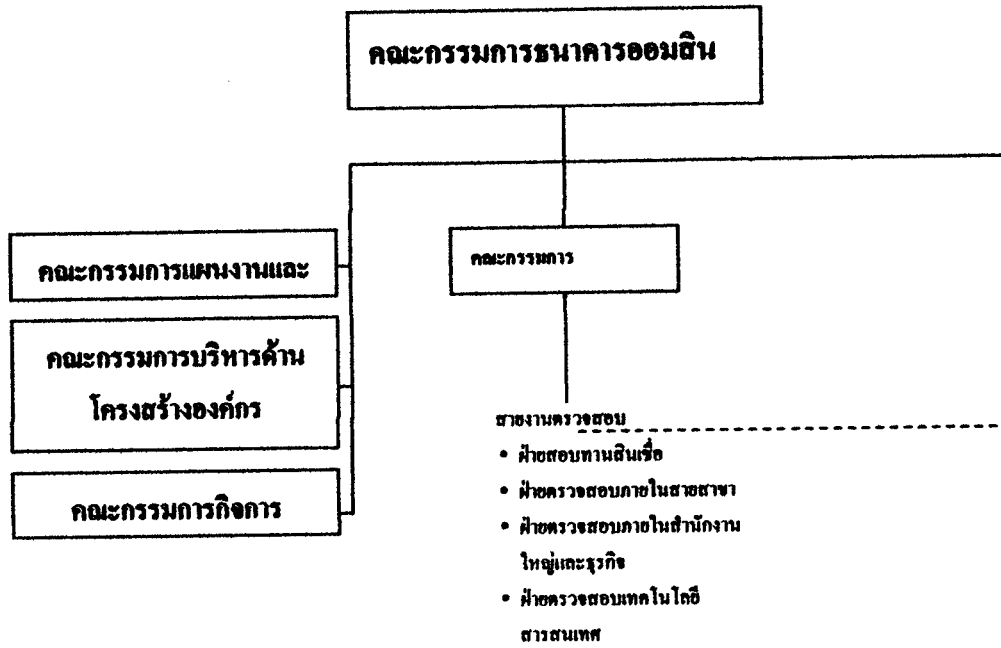 คณะกรรมการธนาคารออมสิน
คณะกรรมการแผนงานและ
คณะกรรมการบริหารด้าน
โครงสร้างองค์กร
คณะกรรมการกิจการ
คณะกรรมการ
สายงานตรวจสอบ
• ฝ่ายสอบทานสินเชื่อ
• ฝ่ายตรวจสอบภายในสายสาขา
• ฝ่ายตรวจสอบภายในสำนักงาน
ใหญ่และธุรกิจ
• ฝ่ายตรวจสอบเทคโนโลยี
สารสนเทศ